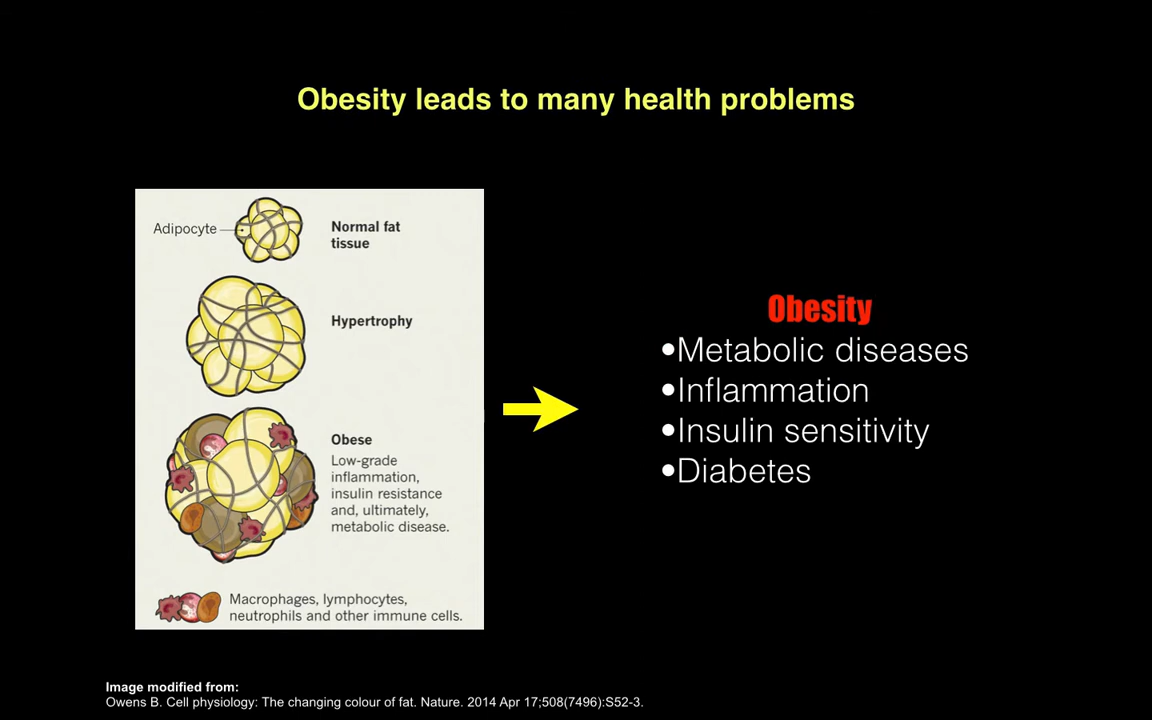 Obesity leads to many health problems
Adipocyte
Normal fat
tissue
Hypertrophy
Obese
Low-grade
inflammation,
insulin resistance
and, ultimately,
metabolic disease.
Macrophages, lymphocytes,
neutrophils and other immune cells.
Obesity
•Metabolic diseases
•Inflammation
•Insulin sensitivity
•Diabetes
Image modified from:
Owens B. Cell physiology: The changing colour of fat. Nature. 2014 Apr 17;508(7496):S52-3.